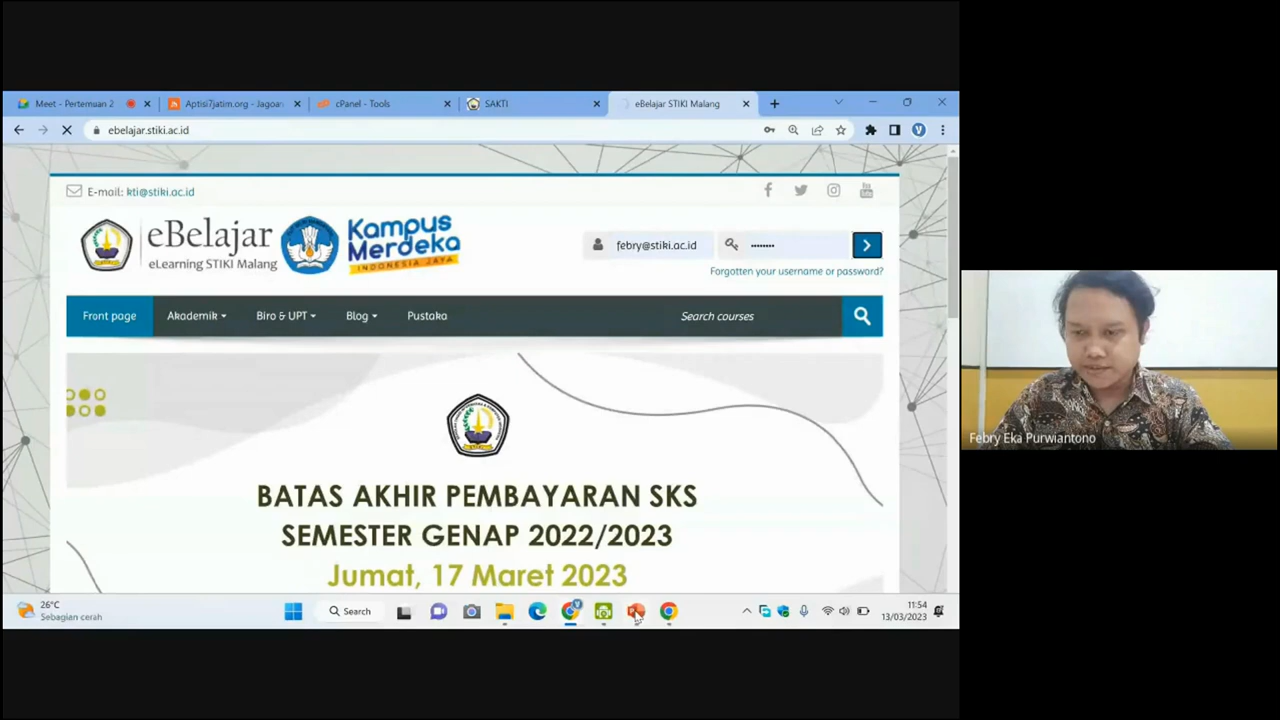 Meet - Pertemuan 2
Aptisi7jatim.org - Jagoan
cPanel - Tools
SAKTI
eBelajar STIKI Malang
ebelajar.stiki.ac.id
V
E-mail: kti@stiki.ac.id
eBelajar
eLearning STIKI Malang
Kampus
Merdeka
INDONESIA JAYA
febry@stiki.ac.id
••••••••
Forgotten your username or password?
Front page
Akademik
Biro & UPT
Blog
Pustaka
Search courses
BATAS AKHIR PEMBAYARAN SKS
SEMESTER GENAP 2022/2023
Jumat, 17 Maret 2023
Febry Eka Purwiantono
26°C
Sebagian cerah
Search
11:54
13/03/2023